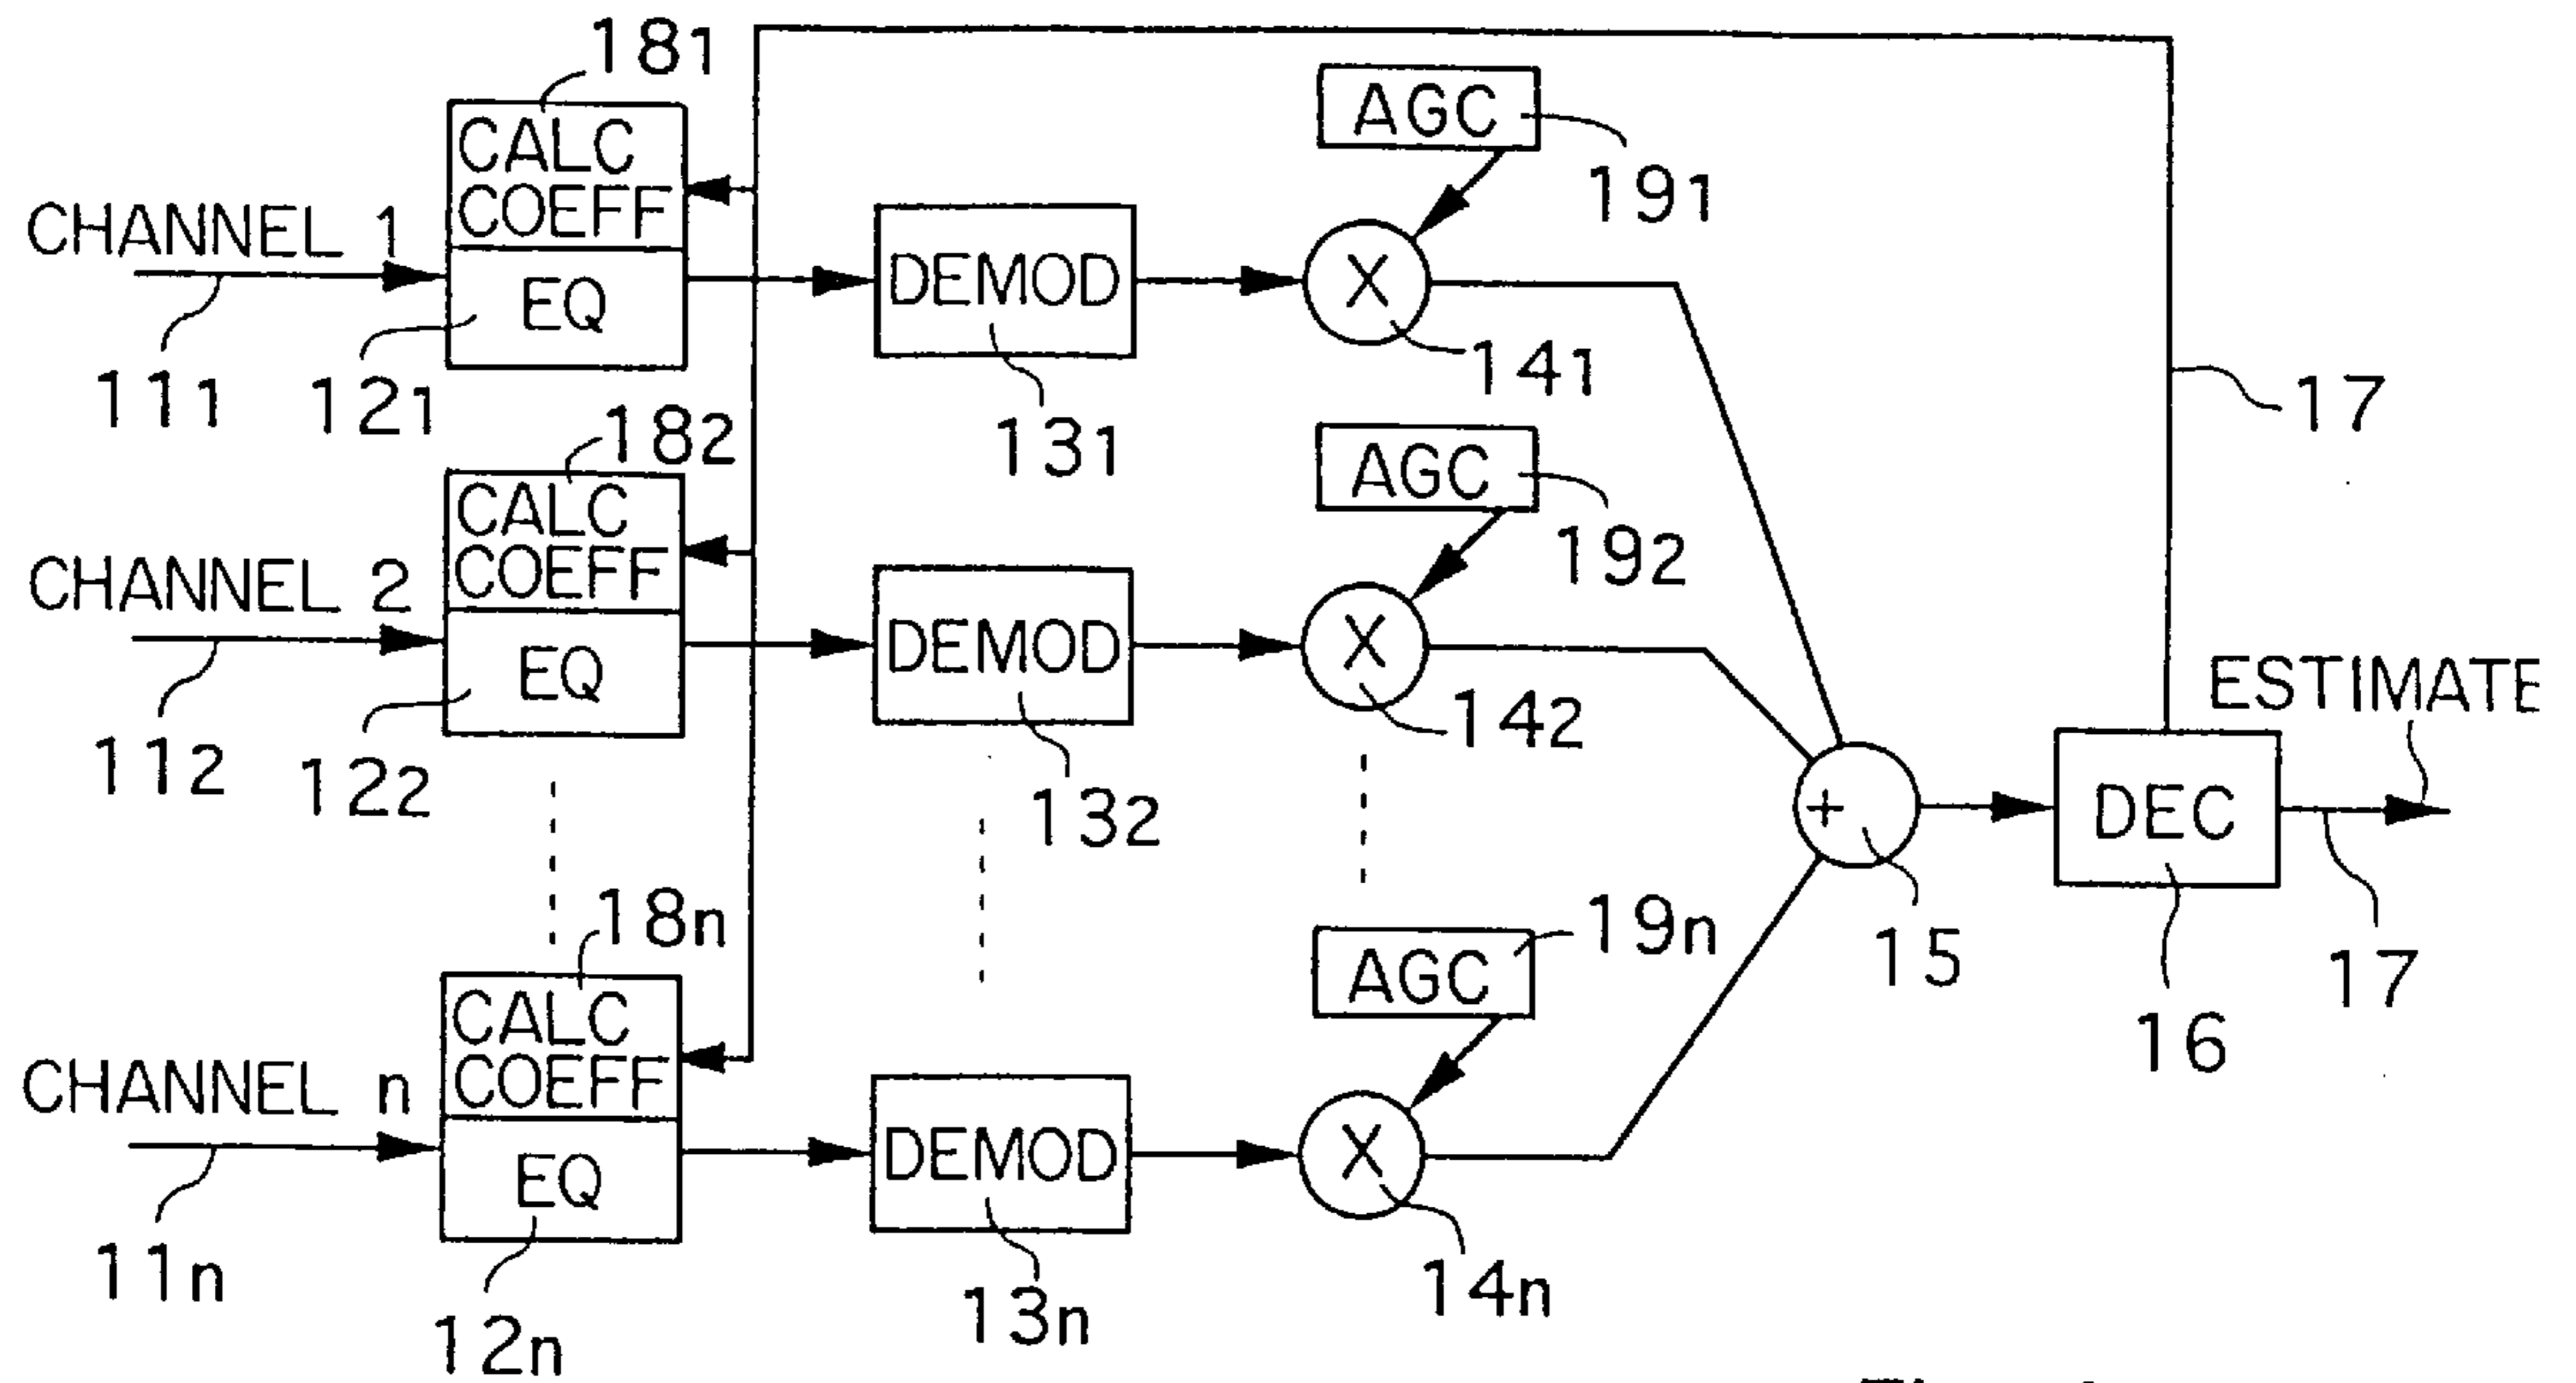 18₁
AGC
CALC
COEFF
19₁
CHANNEL 1
EQ
DEMOD
X
11₁
12₁
13₁
14₁
17
18₂
AGC
CALC
COEFF
19₂
CHANNEL 2
EQ
DEMOD
X
ESTIMATE
11₂
12₂
13₂
14₂
+
DEC
15
16
17
18n
AGC
19n
CALC
COEFF
CHANNEL n
EQ
DEMOD
X
11n
12n
13n
14n